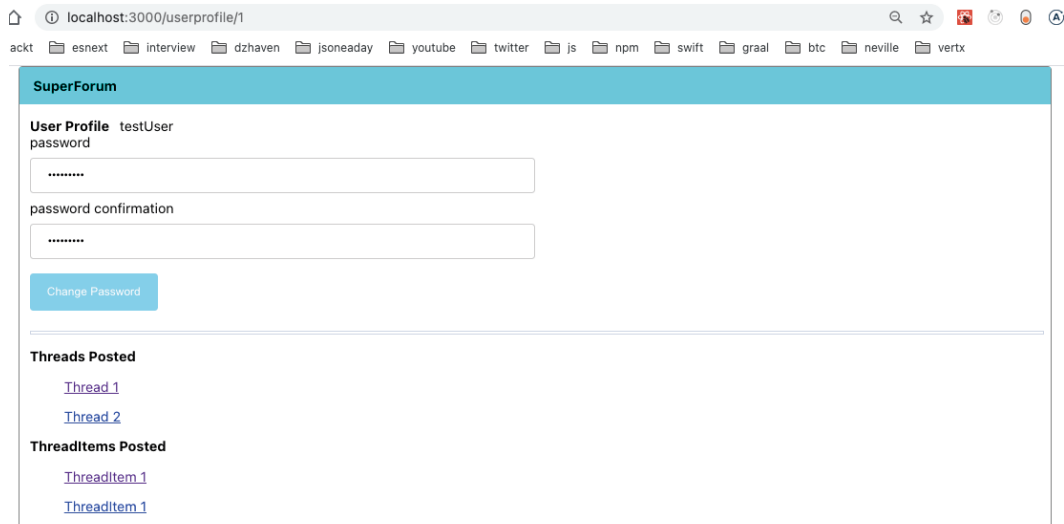 localhost:3000/userprofile/1
ackt esnext interview dzhaven jsoneaday youtube twitter js npm swift graal btc neville vertx
SuperForum
User Profile testUser
password
•••••••••
password confirmation
•••••••••
Change Password
Threads Posted
Thread 1
Thread 2
ThreadItems Posted
ThreadItem 1
ThreadItem 1